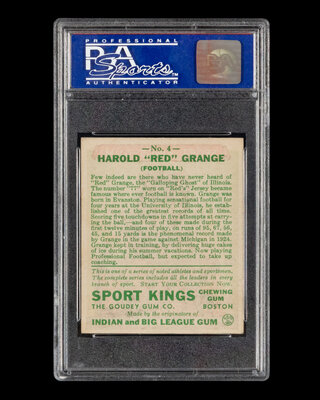 PROFESSIONAL
PSA
Sports
AUTHENTICATOR
— No. 4 —
HAROLD "RED" GRANGE
(FOOTBALL)
Few indeed are there who have never heard of
"Red" Grange, the "Galloping Ghost" of Illinois.
The number "77" worn on "Red's" Jersey became
famous where ever football is known. Grange was
born in Evanston. Playing sensational football for
four years at the University of Illinois, he estab-
lished one of the greatest records of all time.
Scoring five touchdowns in five attempts at carry-
ing the ball,—and four of these made during the
first twelve minutes of play, on runs of 95, 67, 56,
45, and 15 yards is the phenomenal record made
by Grange in the game against Michigan in 1924.
Grange kept in training, by delivering huge cakes
of ice during his summer vacations. Now playing
Professional Football, but expected to take up
coaching.
This is one of a series of noted athletes and sportsmen.
The complete series includes all the leaders in every
branch of sport. Start Your Collection Now.
SPORT KINGS CHEWING GUM
THE GOUDEY GUM CO. BOSTON
Made by the originators of
INDIAN and BIG LEAGUE GUM